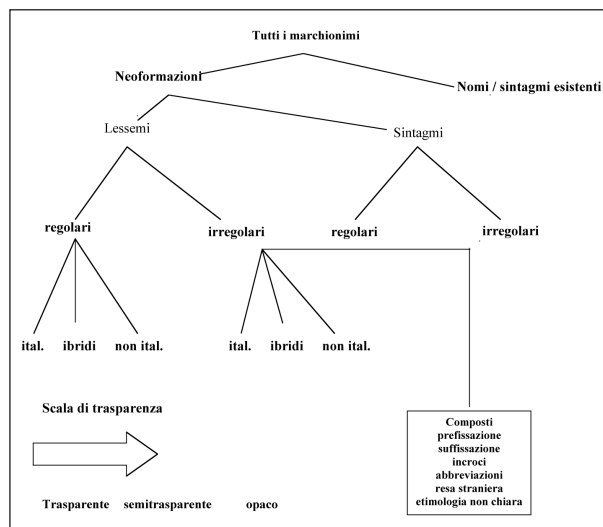 Tutti i marchionimi
Neoformazioni
Nomi / sintagmi esistenti
Lessemi
Sintagmi
regolari
irregolari
regolari
irregolari
ital. ibridi non ital.
ital. ibridi non ital.
Scala di trasparenza
Composti
prefissazione
suffissazione
incroci
abbreviazioni
resa straniera
etimologia non chiara
Trasparente semitrasparente opaco